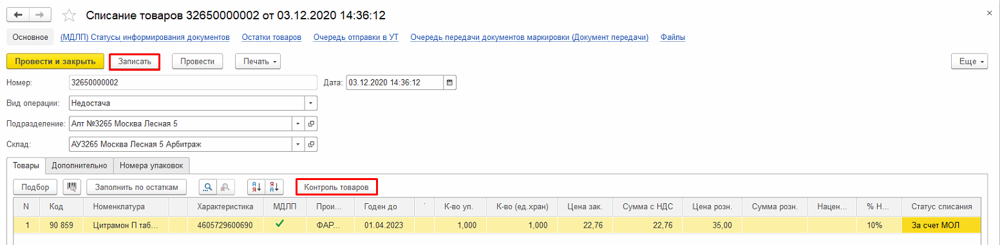 Списание товаров 32650000002 от 03.12.2020 14:36:12
Основное (МДЛП) Статусы информирования документов Остатки товаров Очередь отправки в УТ Очередь передачи документов маркировки (Документ передачи) Файлы
Провести и закрыть Записать Провести Печать Еще
Номер: 32650000002 Дата: 03.12.2020 14:36:12
Вид операции: Недостача
Подразделение: Апт №3265 Москва Лесная 5
Склад: АУ3265 Москва Лесная 5 Арбитраж
Товары Дополнительно Номера упаковок
Подбор Заполнить по остаткам А Я Я А Контроль товаров
N Код Номенклатура Характеристика МДЛП Прои... Годен до К-во уп. К-во (ед.хран) Цена зак. Сумма с НДС Цена розн. Сумма розн. Нацен... % Н... Статус списания
1 90 859 Цитрамон П таб... 4605729600690 ФАР... 01.04.2023 1,000 1,000 22,76 22,76 35,00 10% За счет МОЛ